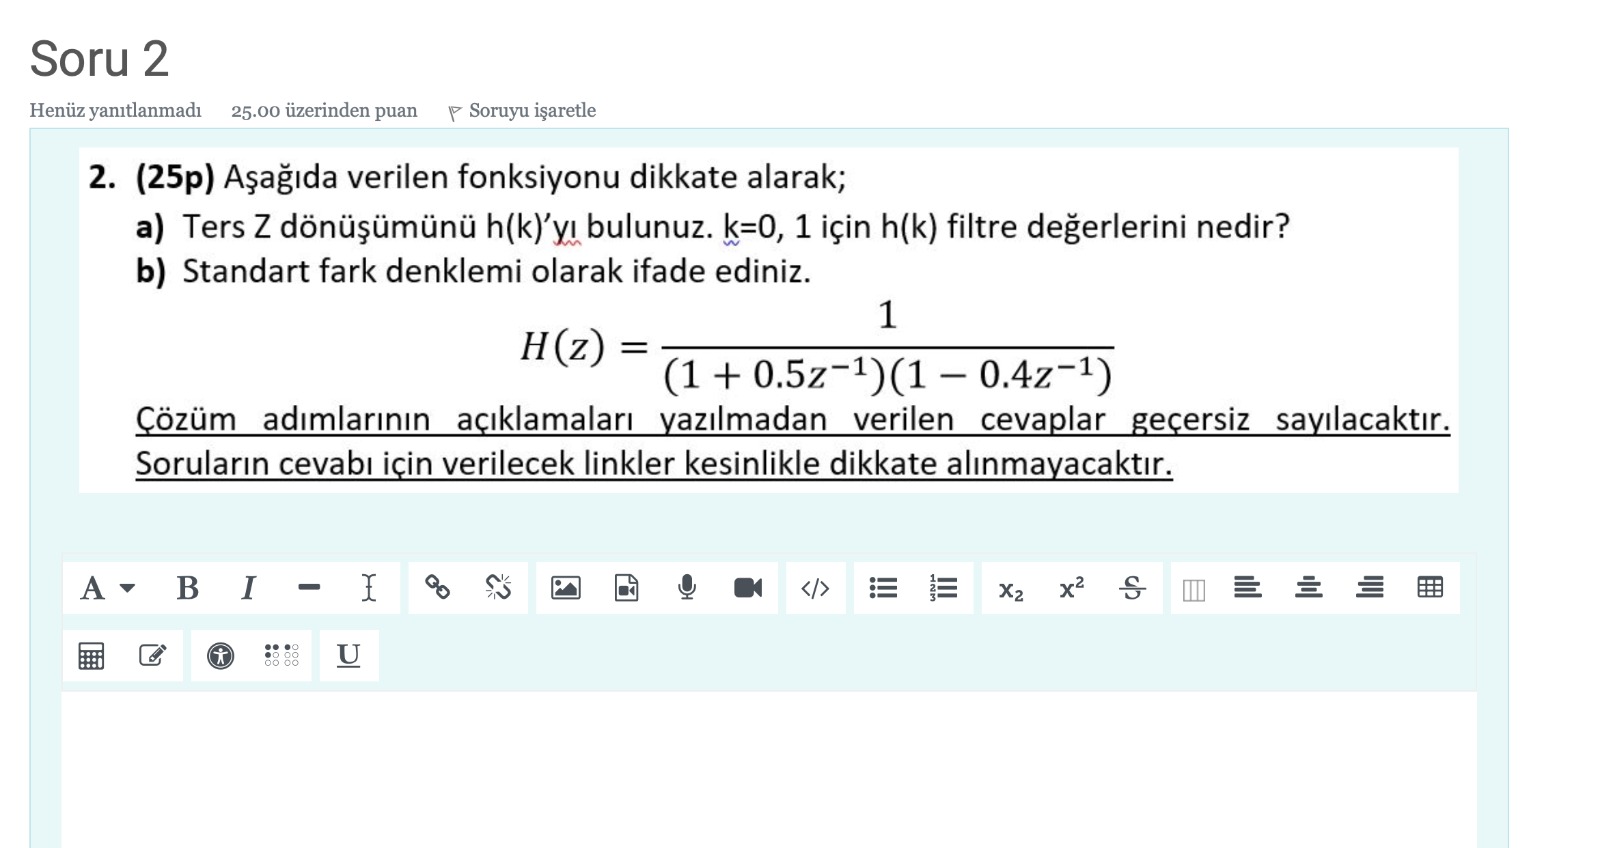 Soru 2
Henüz yanıtlanmadı 25.00 üzerinden puan Soruyu işaretle
2. (25p) Aşağıda verilen fonksiyonu dikkate alarak;
a) Ters Z dönüşümünü h(k)'yı bulunuz. k=0, 1 için h(k) filtre değerlerini nedir?
b) Standart fark denklemi olarak ifade ediniz.
H(z) = 1 / (1 + 0.5z⁻¹)(1 − 0.4z⁻¹)
Çözüm adımlarının açıklamaları yazılmadan verilen cevaplar geçersiz sayılacaktır.
Soruların cevabı için verilecek linkler kesinlikle dikkate alınmayacaktır.